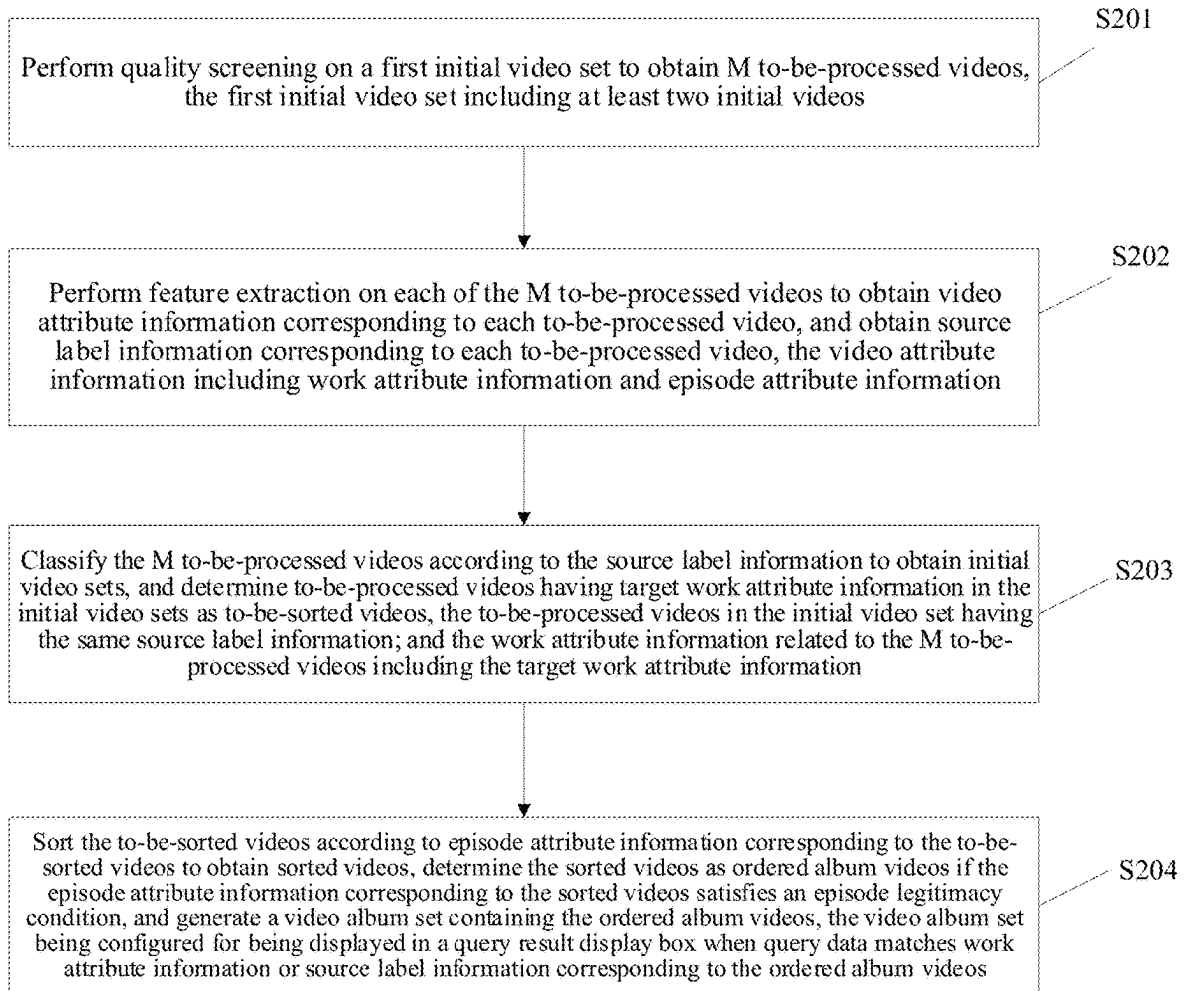 S201
Perform quality screening on a first initial video set to obtain M to-be-processed videos,
the first initial video set including at least two initial videos
S202
Perform feature extraction on each of the M to-be-processed videos to obtain video
attribute information corresponding to each to-be-processed video, and obtain source
label information corresponding to each to-be-processed video, the video attribute
information including work attribute information and episode attribute information
S203
Classify the M to-be-processed videos according to the source label information to obtain initial
video sets, and determine to-be-processed videos having target work attribute information in the
initial video sets as to-be-sorted videos, the to-be-processed videos in the initial video set having
the same source label information; and the work attribute information related to the M to-be-
processed videos including the target work attribute information
S204
Sort the to-be-sorted videos according to episode attribute information corresponding to the to-be-
sorted videos to obtain sorted videos, determine the sorted videos as ordered album videos if the
episode attribute information corresponding to the sorted videos satisfies an episode legitimacy
condition, and generate a video album set containing the ordered album videos, the video album set
being configured for being displayed in a query result display box when query data matches work
attribute information or source label information corresponding to the ordered album videos